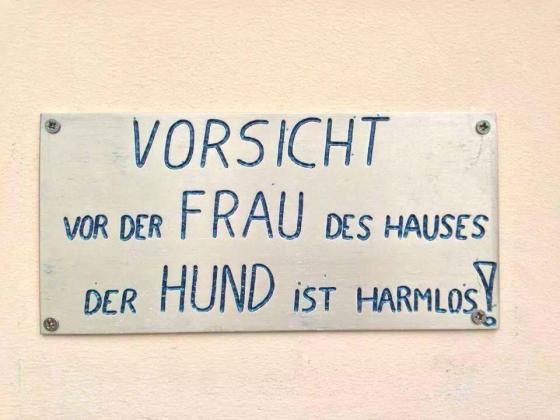 VORSICHT
VOR DER FRAU DES HAUSES
DER HUND IST HARMLOS!